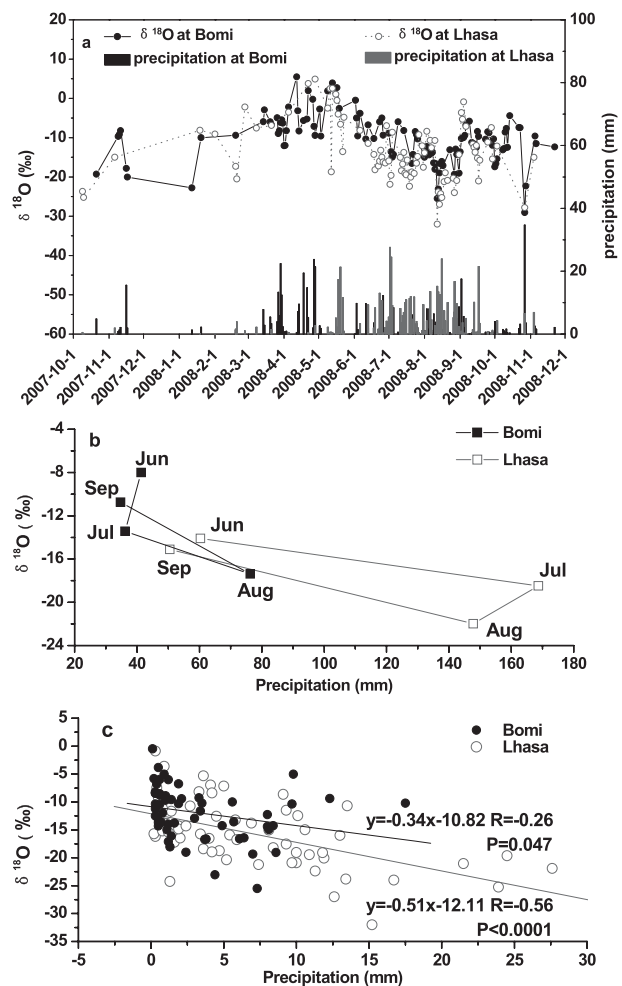 a
δ 18O at Bomi
δ 18O at Lhasa
precipitation at Bomi
precipitation at Lhasa
20
10
0
-10
-20
-30
-40
-50
-60
δ 18O (‰)
100
80
60
40
20
0
precipitation (mm)
2007-10-1
2007-11-1
2007-12-1
2008-1-1
2008-2-1
2008-3-1
2008-4-1
2008-5-1
2008-6-1
2008-7-1
2008-8-1
2008-9-1
2008-10-1
2008-11-1
2008-12-1
b
Bomi
Lhasa
-4
-8
-12
-16
-20
-24
δ 18O ( ‰)
Jun
Sep
Jul
Aug
Jun
Sep
Jul
Aug
20 40 60 80 100 120 140 160 180
Precipitation (mm)
c
Bomi
Lhasa
5
0
-5
-10
-15
-20
-25
-30
-35
δ 18O (‰)
y=-0.34x-10.82 R=-0.26
P=0.047
y=-0.51x-12.11 R=-0.56
P<0.0001
-5 0 5 10 15 20 25 30
Precipitation (mm)